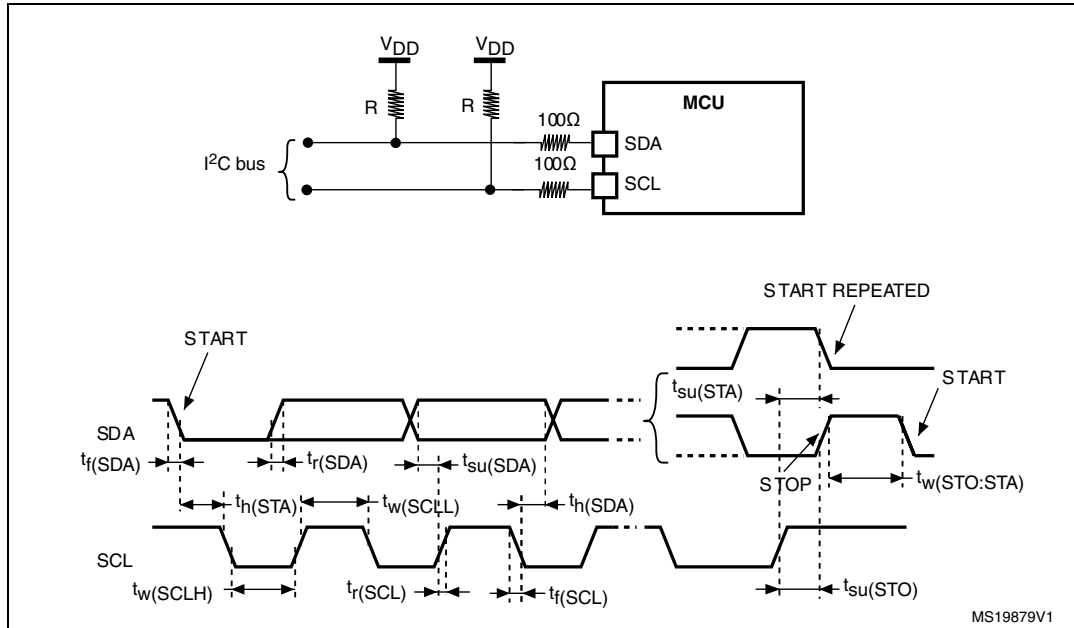 VDD VDD
R R
MCU
100Ω
SDA
100Ω
SCL
I²C bus
START REPEATED
START
START
tsu(STA)
SDA
tf(SDA) tr(SDA) tsu(SDA)
STOP tw(STO:STA)
th(STA) tw(SCLL) th(SDA)
SCL
tw(SCLH) tr(SCL) tf(SCL) tsu(STO)
MS19879V1